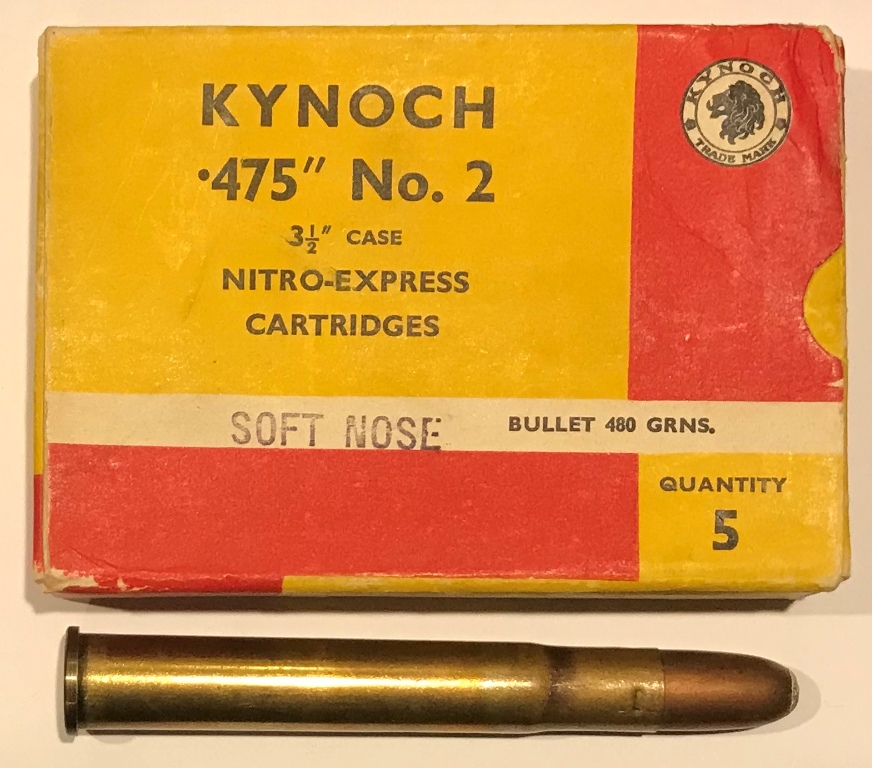 KYNOCH
·475" No. 2
3½" CASE
NITRO-EXPRESS
CARTRIDGES
KYNOCH
TRADE MARK
SOFT NOSE BULLET 480 GRNS.
QUANTITY
5